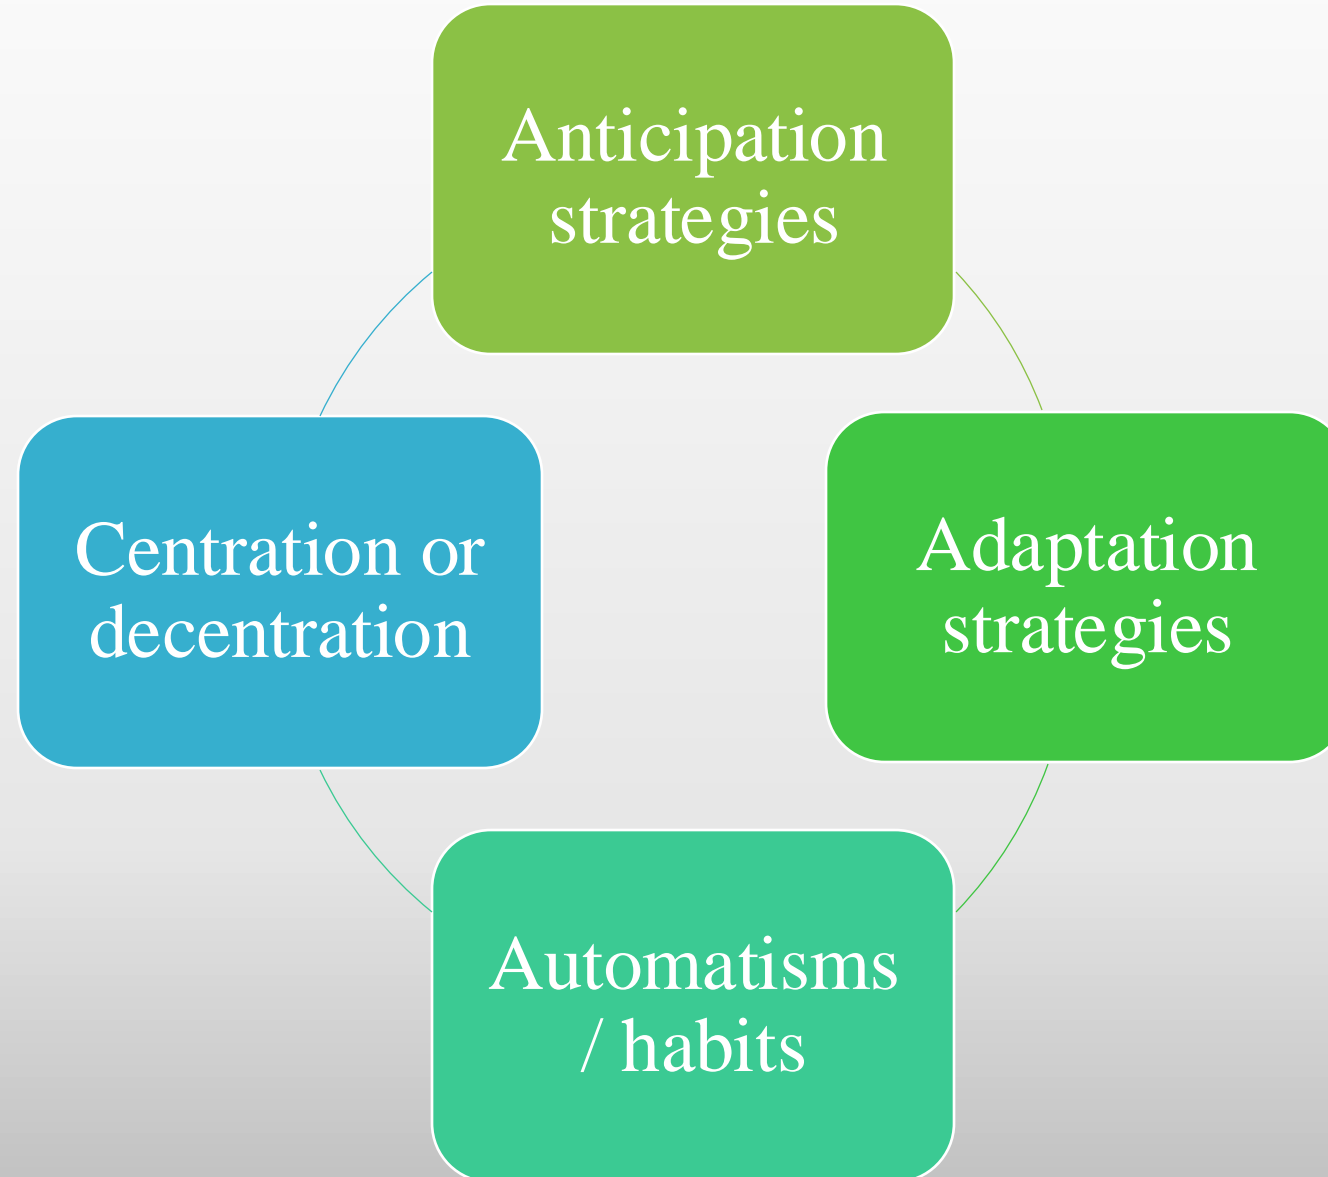 Anticipation
strategies
Centration or
decentration
Adaptation
strategies
Automatisms
/ habits